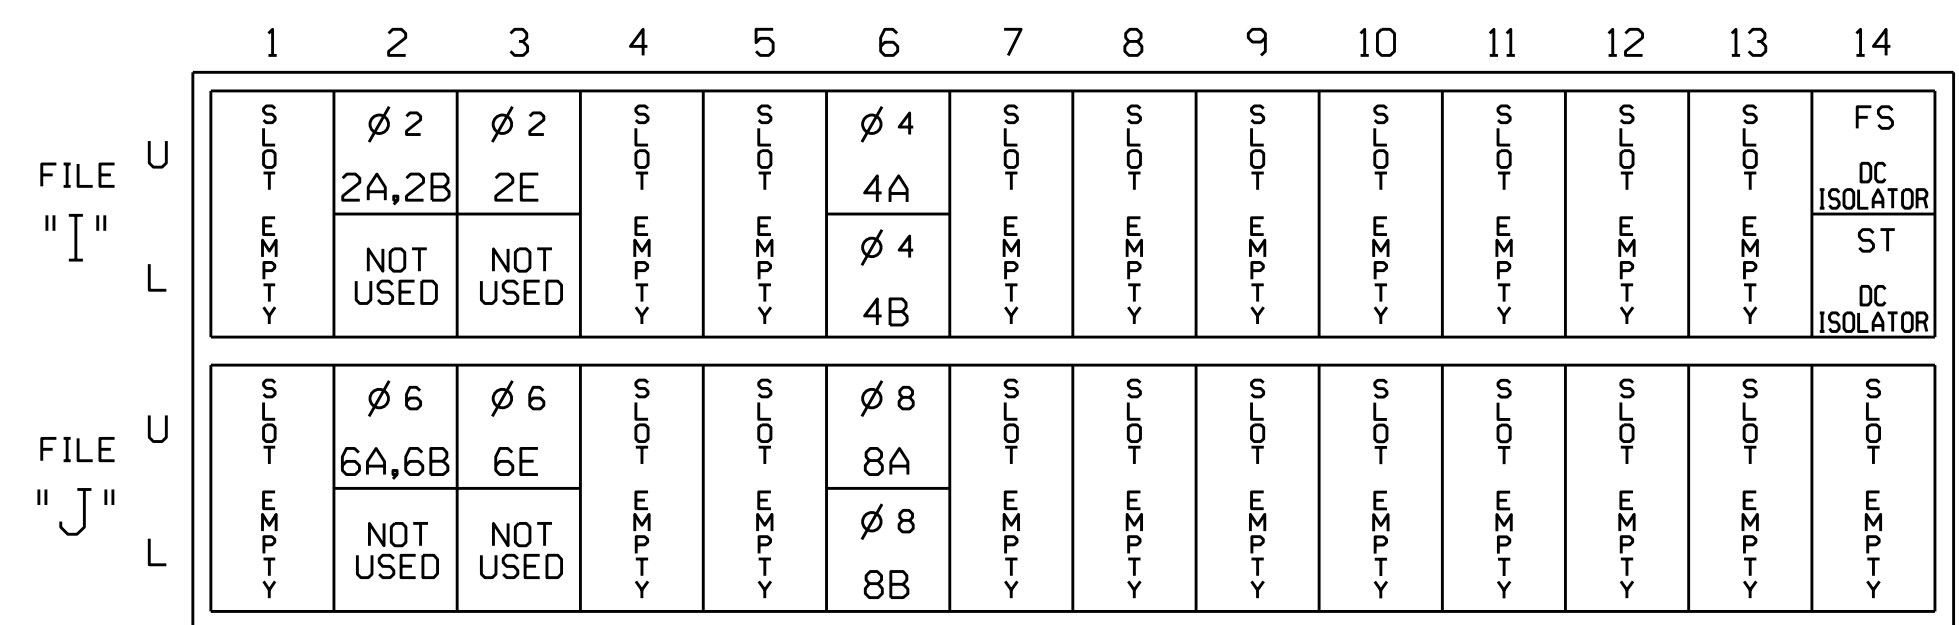 1 2 3 4 5 6 7 8 9 10 11 12 13 14
FILE "I"
U
L
SLOT EMPTY
Ø 2
2A,2B
NOT
USED
Ø 2
2E
NOT
USED
SLOT EMPTY
SLOT EMPTY
Ø 4
4A
Ø 4
4B
SLOT EMPTY
SLOT EMPTY
SLOT EMPTY
SLOT EMPTY
SLOT EMPTY
SLOT EMPTY
SLOT EMPTY
FS
DC
ISOLATOR
ST
DC
ISOLATOR
FILE "J"
U
L
SLOT EMPTY
Ø 6
6A,6B
NOT
USED
Ø 6
6E
NOT
USED
SLOT EMPTY
SLOT EMPTY
Ø 8
8A
Ø 8
8B
SLOT EMPTY
SLOT EMPTY
SLOT EMPTY
SLOT EMPTY
SLOT EMPTY
SLOT EMPTY
SLOT EMPTY
SLOT EMPTY